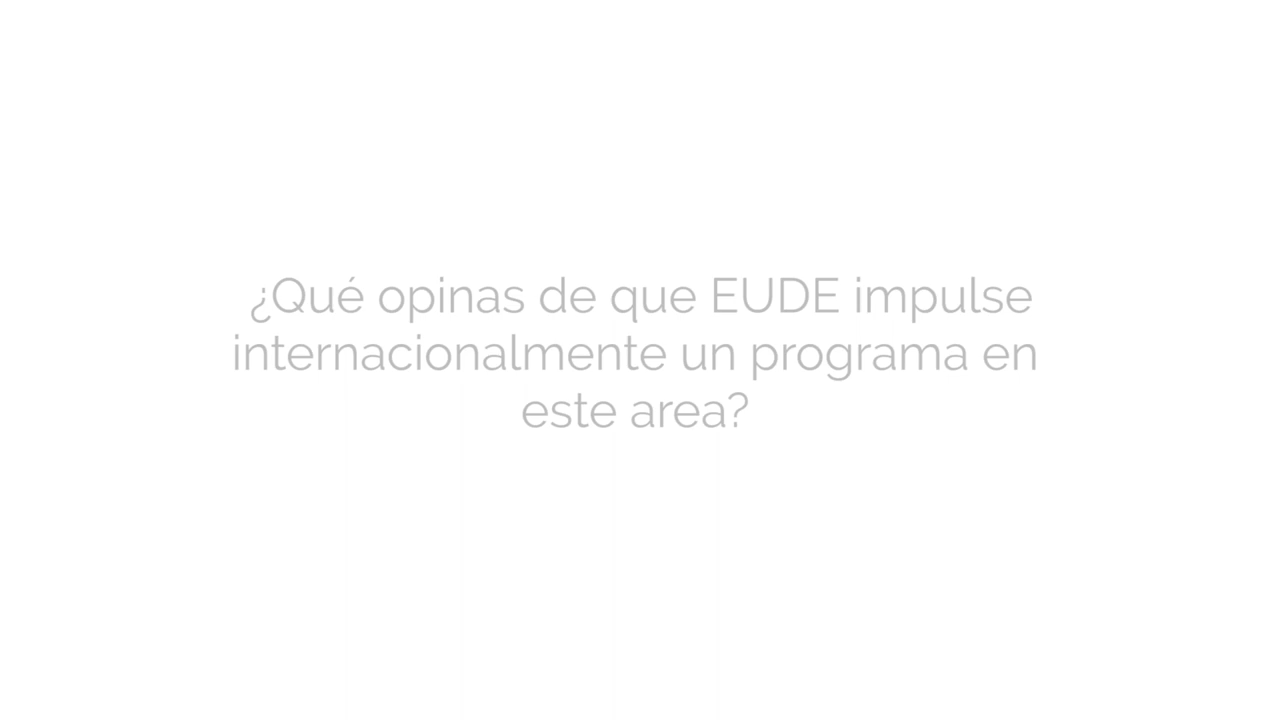 ¿Qué opinas de que EUDE impulse
internacionalmente un programa en
este area?